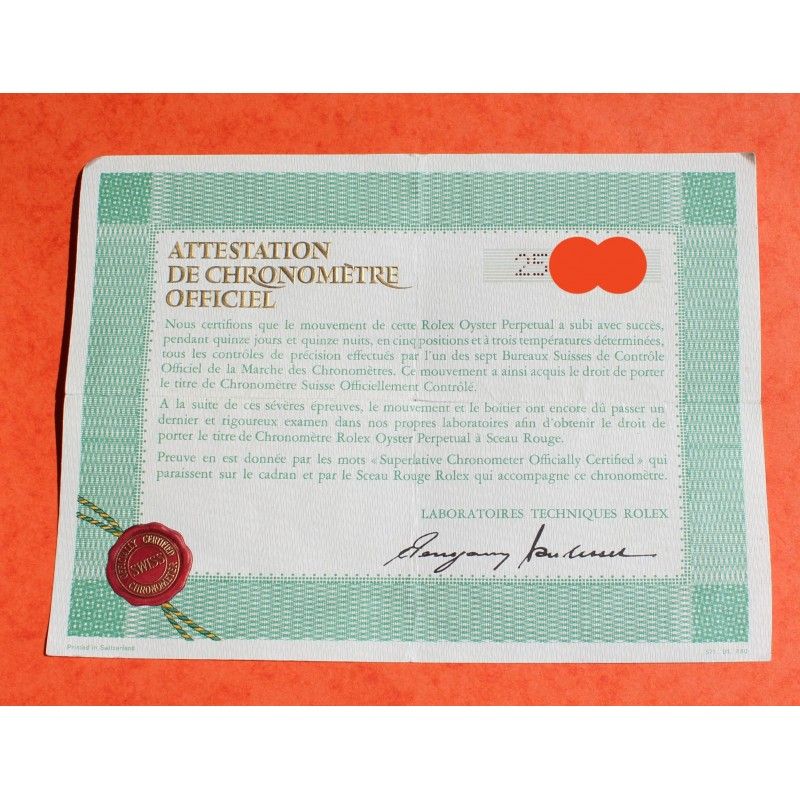 ATTESTATION
DE CHRONOMÈTRE
OFFICIEL
25
Nous certifions que le mouvement de cette Rolex Oyster Perpetual a subi avec succès,
pendant quinze jours et quinze nuits, en cinq positions et à trois températures déterminées,
tous les contrôles de précision effectués par l'un des sept Bureaux Suisses de Contrôle
Officiel de la Marche des Chronomètres. Ce mouvement a ainsi acquis le droit de porter
le titre de Chronomètre Suisse Officiellement Contrôlé.
A la suite de ces sévères épreuves, le mouvement et le boîtier ont encore dû passer un
dernier et rigoureux examen dans nos propres laboratoires afin d'obtenir le droit de
porter le titre de Chronomètre Rolex Oyster Perpetual à Sceau Rouge.
Preuve en est donnée par les mots « Superlative Chronometer Officially Certified » qui
paraissent sur le cadran et par le Sceau Rouge Rolex qui accompagne ce chronomètre.
LABORATOIRES TECHNIQUES ROLEX
OFFICIALLY CERTIFIED
SWISS
CHRONOMETER
Printed in Switzerland